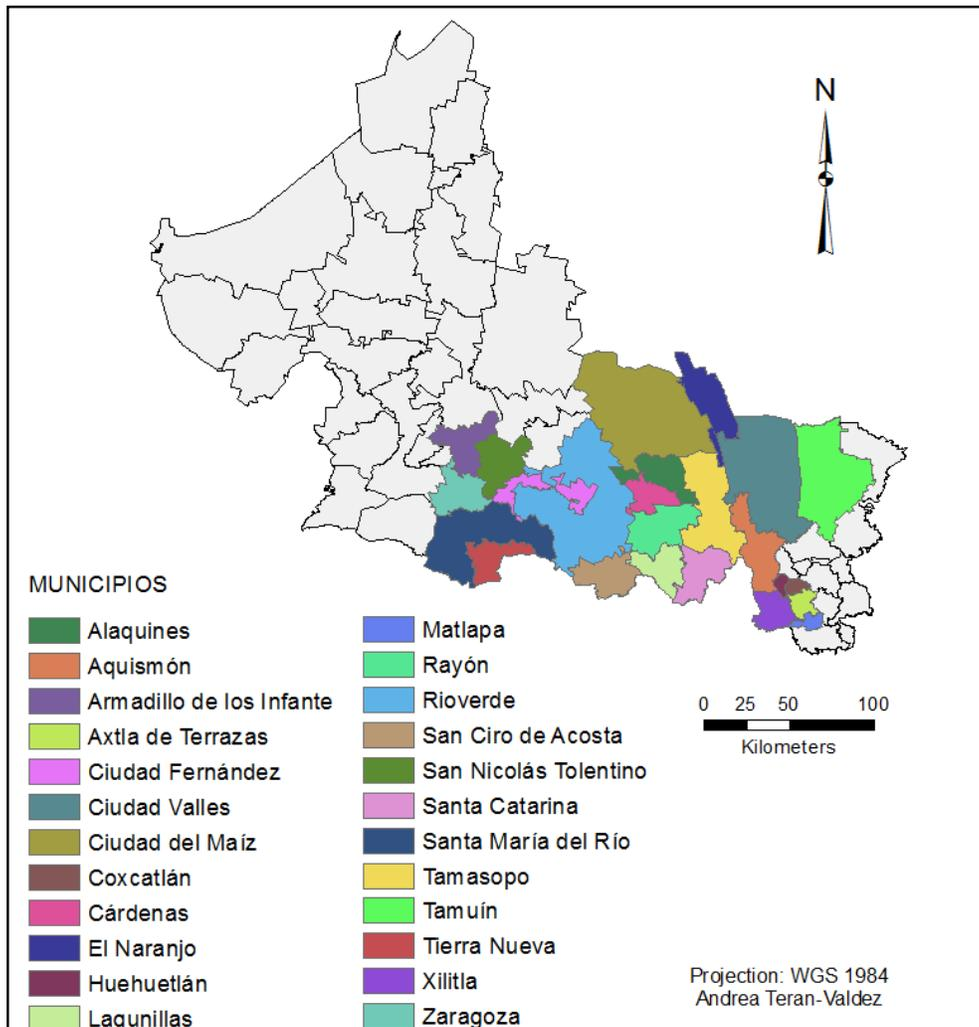 N
MUNICIPIOS
Alaquines
Aquismón
Armadillo de los Infante
Axtla de Terrazas
Ciudad Fernández
Ciudad Valles
Ciudad del Maíz
Coxcatlán
Cárdenas
El Naranjo
Huehuetlán
Lagunillas
Matlapa
Rayón
Rioverde
San Ciro de Acosta
San Nicolás Tolentino
Santa Catarina
Santa María del Río
Tamasopo
Tamuín
Tierra Nueva
Xilitla
Zaragoza
0 25 50 100
Kilometers
Projection: WGS 1984
Andrea Teran-Valdez